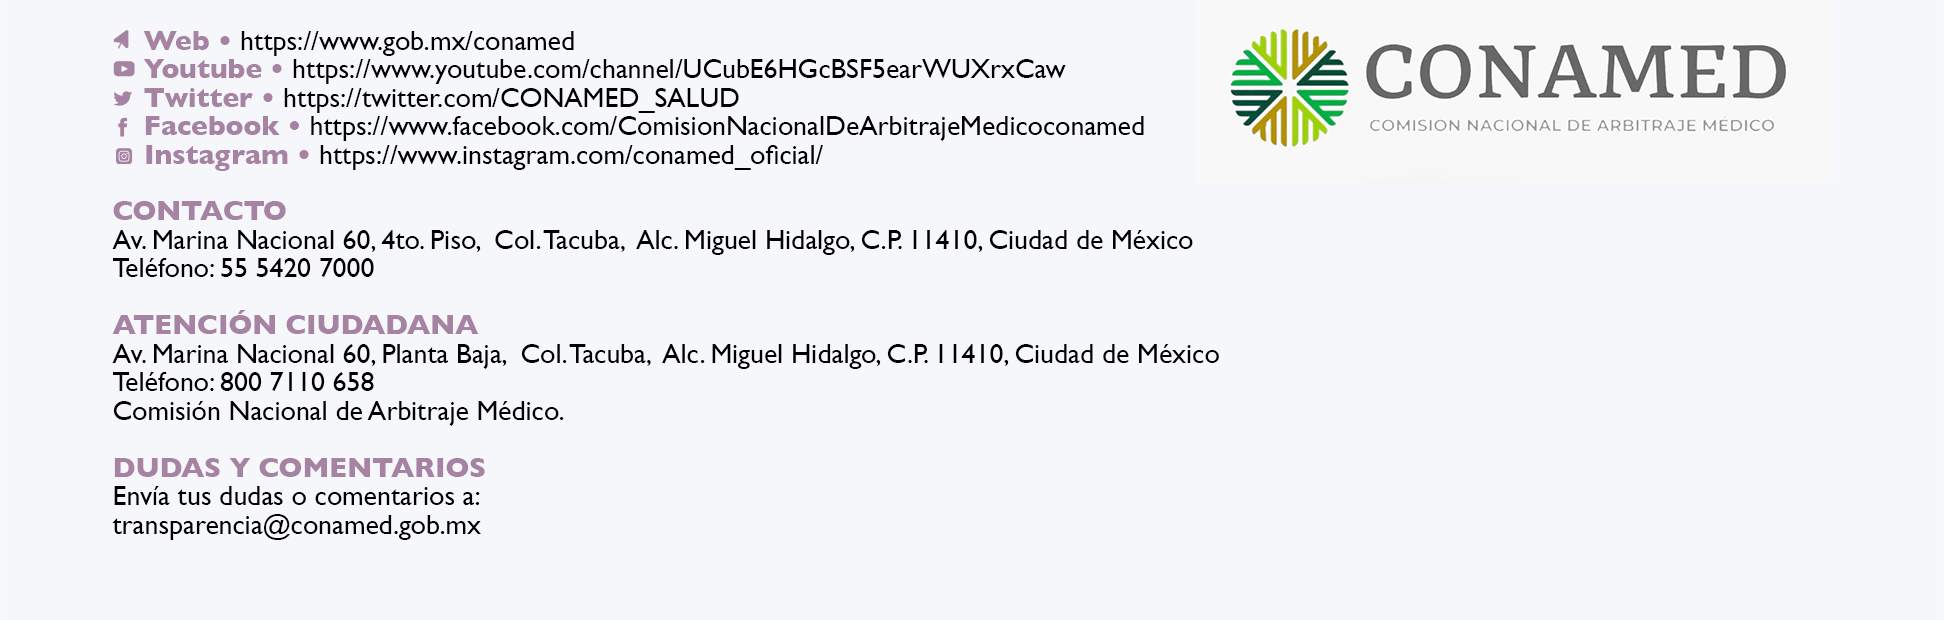 Web • https://www.gob.mx/conamed
Youtube • https://www.youtube.com/channel/UCubE6HGcBSF5earWUXrxCaw
Twitter • https://twitter.com/CONAMED_SALUD
Facebook • https://www.facebook.com/ComisionNacionalDeArbitrajeMedicoconamed
Instagram • https://www.instagram.com/conamed_oficial/
CONAMED
COMISION NACIONAL DE ARBITRAJE MÉDICO
CONTACTO
Av. Marina Nacional 60, 4to. Piso, Col. Tacuba, Alc. Miguel Hidalgo, C.P. 11410, Ciudad de México
Teléfono: 55 5420 7000
ATENCIÓN CIUDADANA
Av. Marina Nacional 60, Planta Baja, Col. Tacuba, Alc. Miguel Hidalgo, C.P. 11410, Ciudad de México
Teléfono: 800 7110 658
Comisión Nacional de Arbitraje Médico.
DUDAS Y COMENTARIOS
Envía tus dudas o comentarios a:
transparencia@conamed.gob.mx